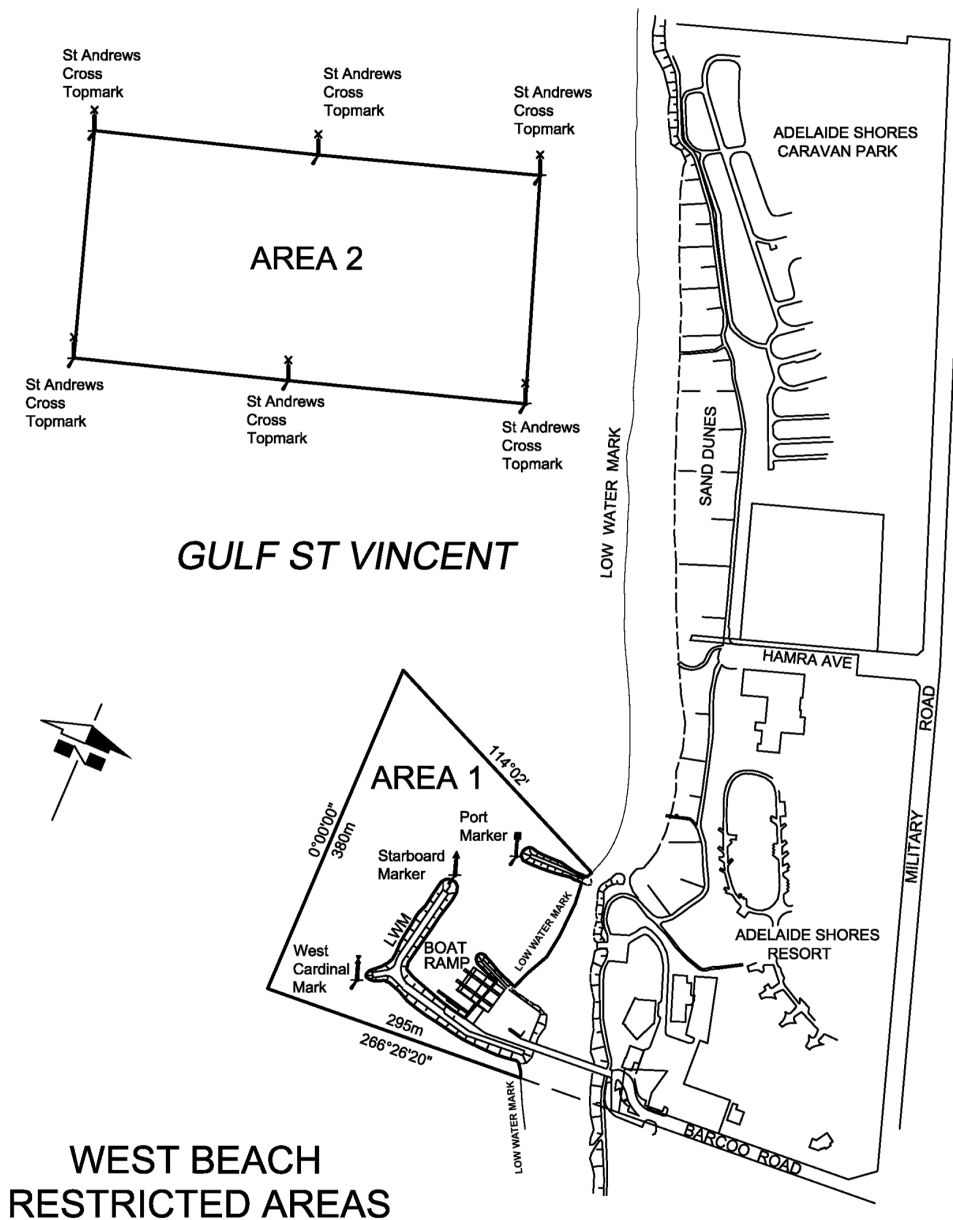 St Andrews
Cross
Topmark
St Andrews
Cross
Topmark
St Andrews
Cross
Topmark
ADELAIDE SHORES
CARAVAN PARK
AREA 2
St Andrews
Cross
Topmark
St Andrews
Cross
Topmark
St Andrews
Cross
Topmark
SAND DUNES
LOW WATER MARK
GULF ST VINCENT
HAMRA AVE
MILITARY ROAD
N
AREA 1
114°02'
0°00'00"
380m
Port
Marker
Starboard
Marker
LWM
BOAT
RAMP
LOW WATER MARK
West
Cardinal
Mark
295m
266°26'20"
LOW WATER MARK
ADELAIDE SHORES
RESORT
BARCOO ROAD
WEST BEACH
RESTRICTED AREAS